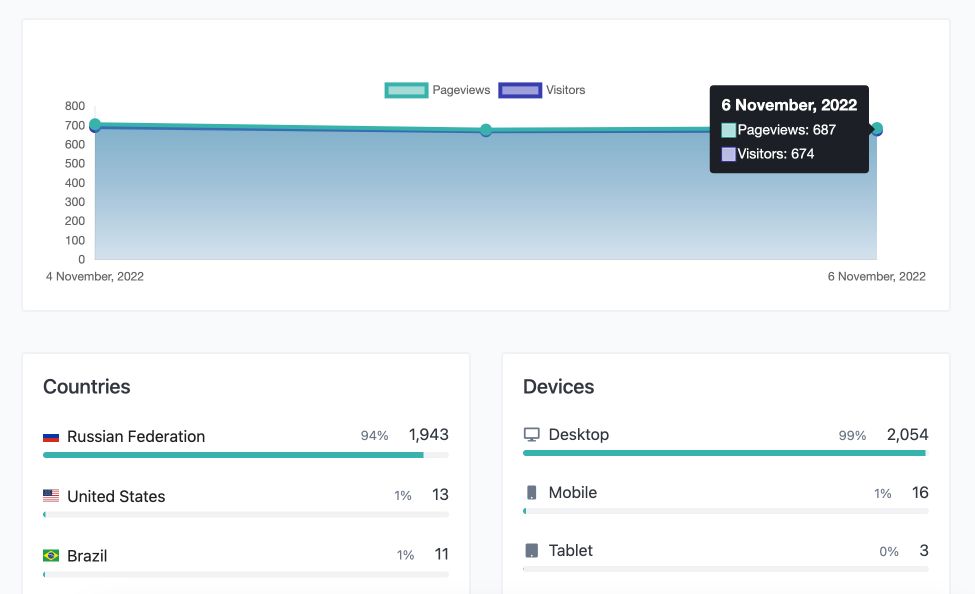 Pageviews Visitors
800
700
600
500
400
300
200
100
0
4 November, 2022 6 November, 2022
6 November, 2022
Pageviews: 687
Visitors: 674
Countries
Russian Federation 94% 1,943
United States 1% 13
Brazil 1% 11
Devices
Desktop 99% 2,054
Mobile 1% 16
Tablet 0% 3